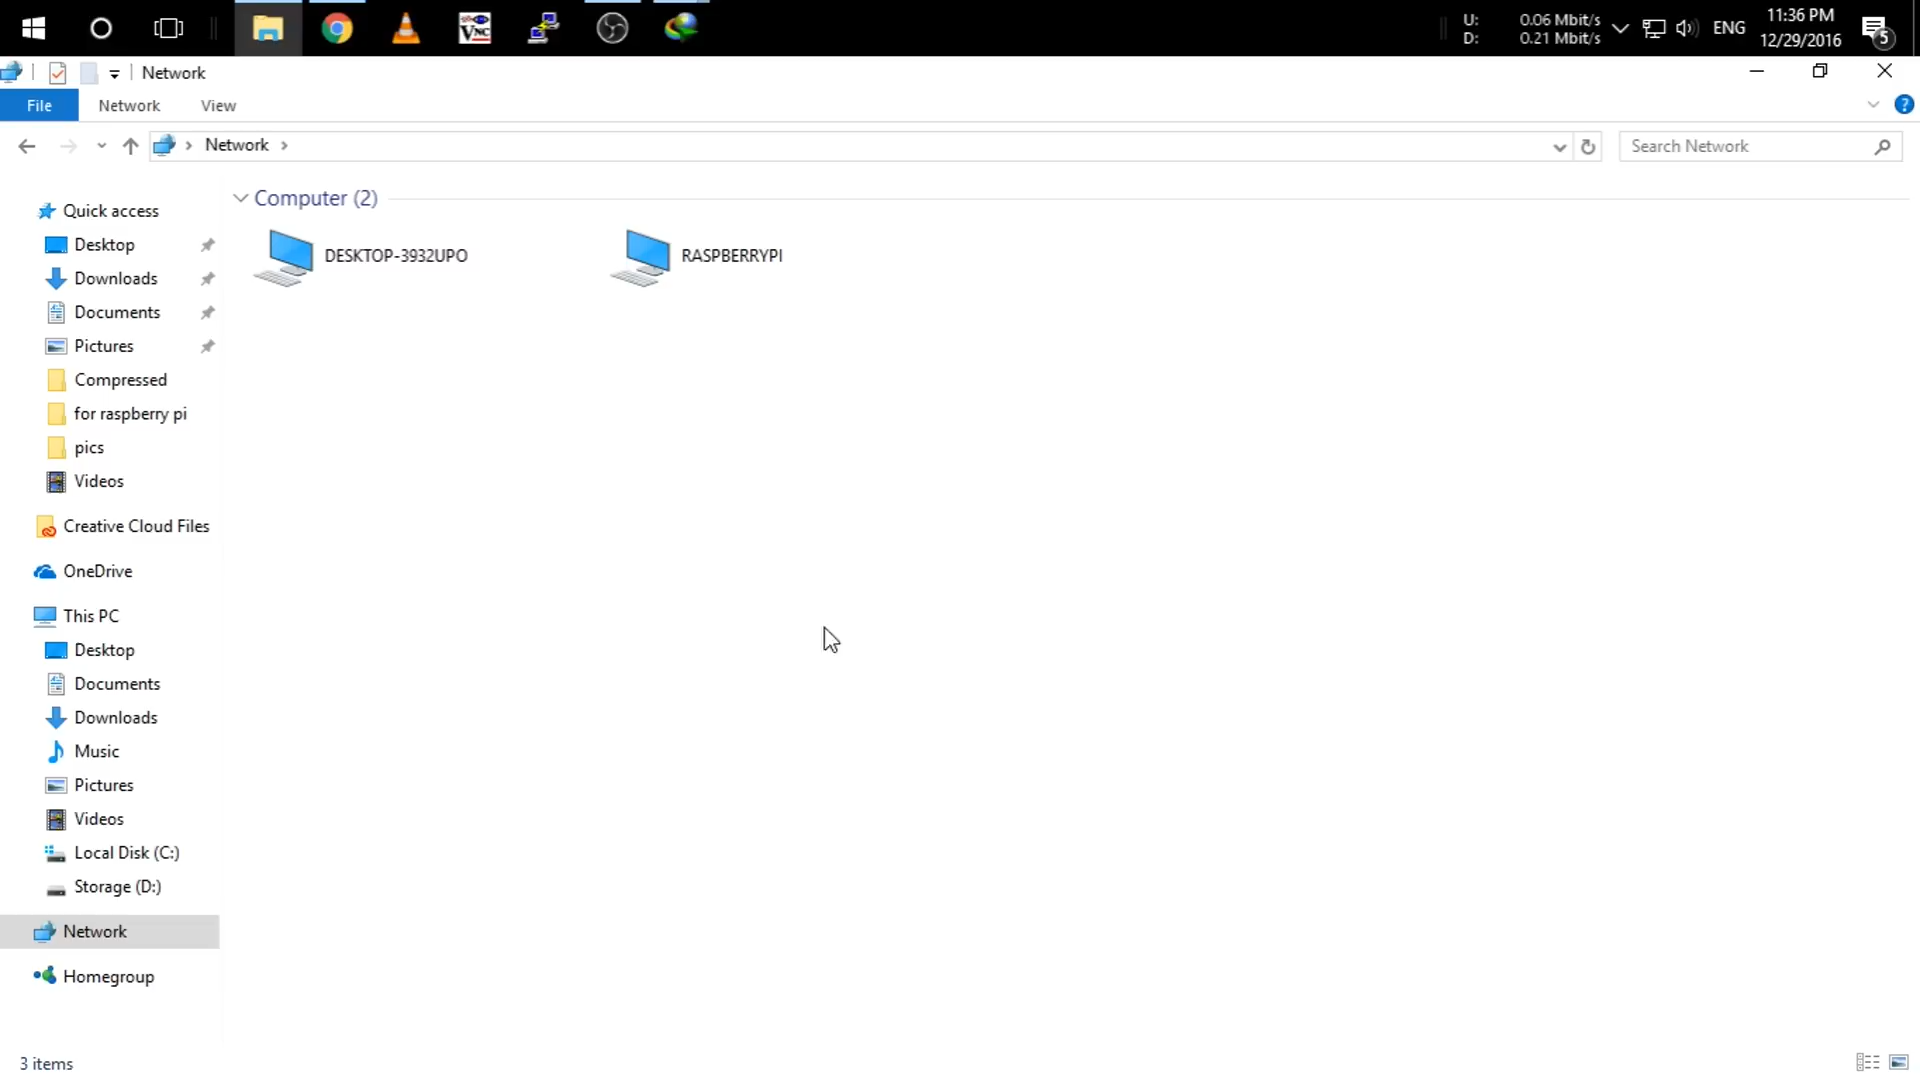 VNC
U: 0.06 Mbit/s
D: 0.21 Mbit/s
ENG
11:36 PM
12/29/2016
5
Network
File Network View
?
Network
Search Network
Quick access
Desktop
Downloads
Documents
Pictures
Compressed
for raspberry pi
pics
Videos
Creative Cloud Files
OneDrive
This PC
Desktop
Documents
Downloads
Music
Pictures
Videos
Local Disk (C:)
Storage (D:)
Network
Homegroup
Computer (2)
DESKTOP-3932UPO RASPBERRYPI
3 items